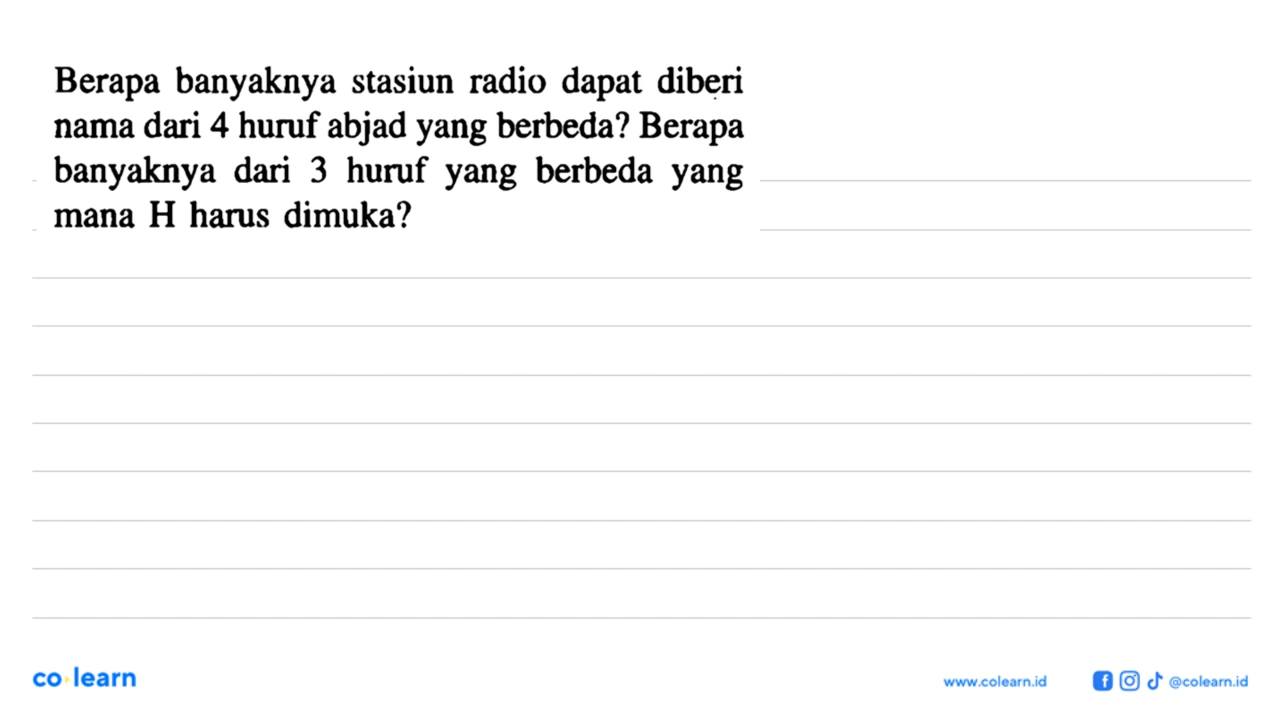 Berapa banyaknya stasiun radio dapat diberi
nama dari 4 huruf abjad yang berbeda? Berapa
banyaknya dari 3 huruf yang berbeda yang
mana H harus dimuka?
co learn
www.colearn.id
@colearn.id